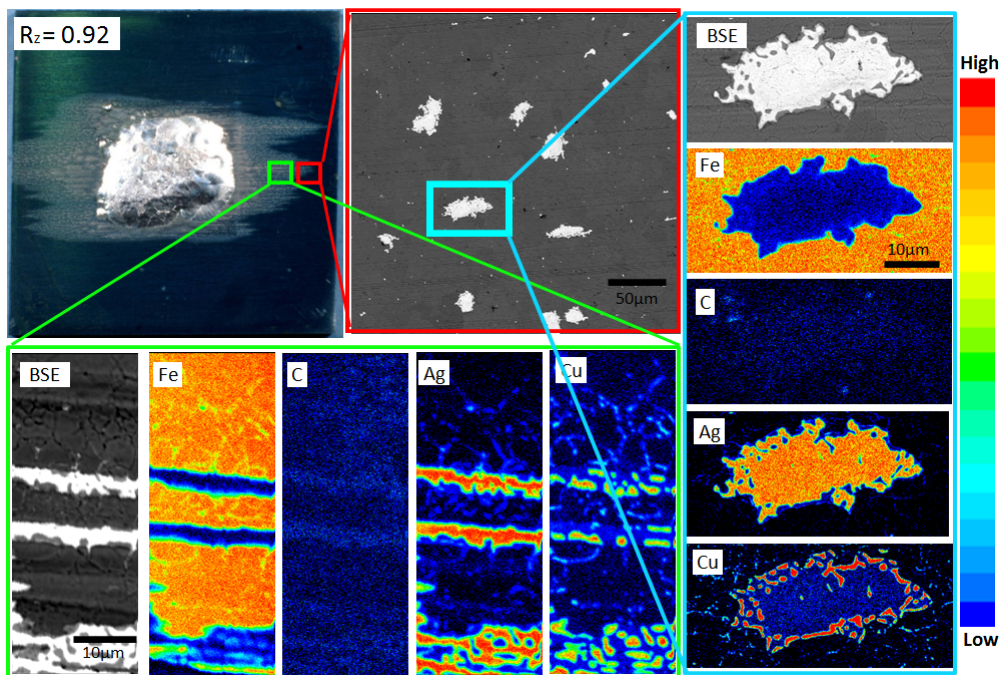 Rz = 0.92
50µm
BSE
Fe
10µm
C
Ag
Cu
High
Low
BSE
Fe
C
Ag
Cu
10µm